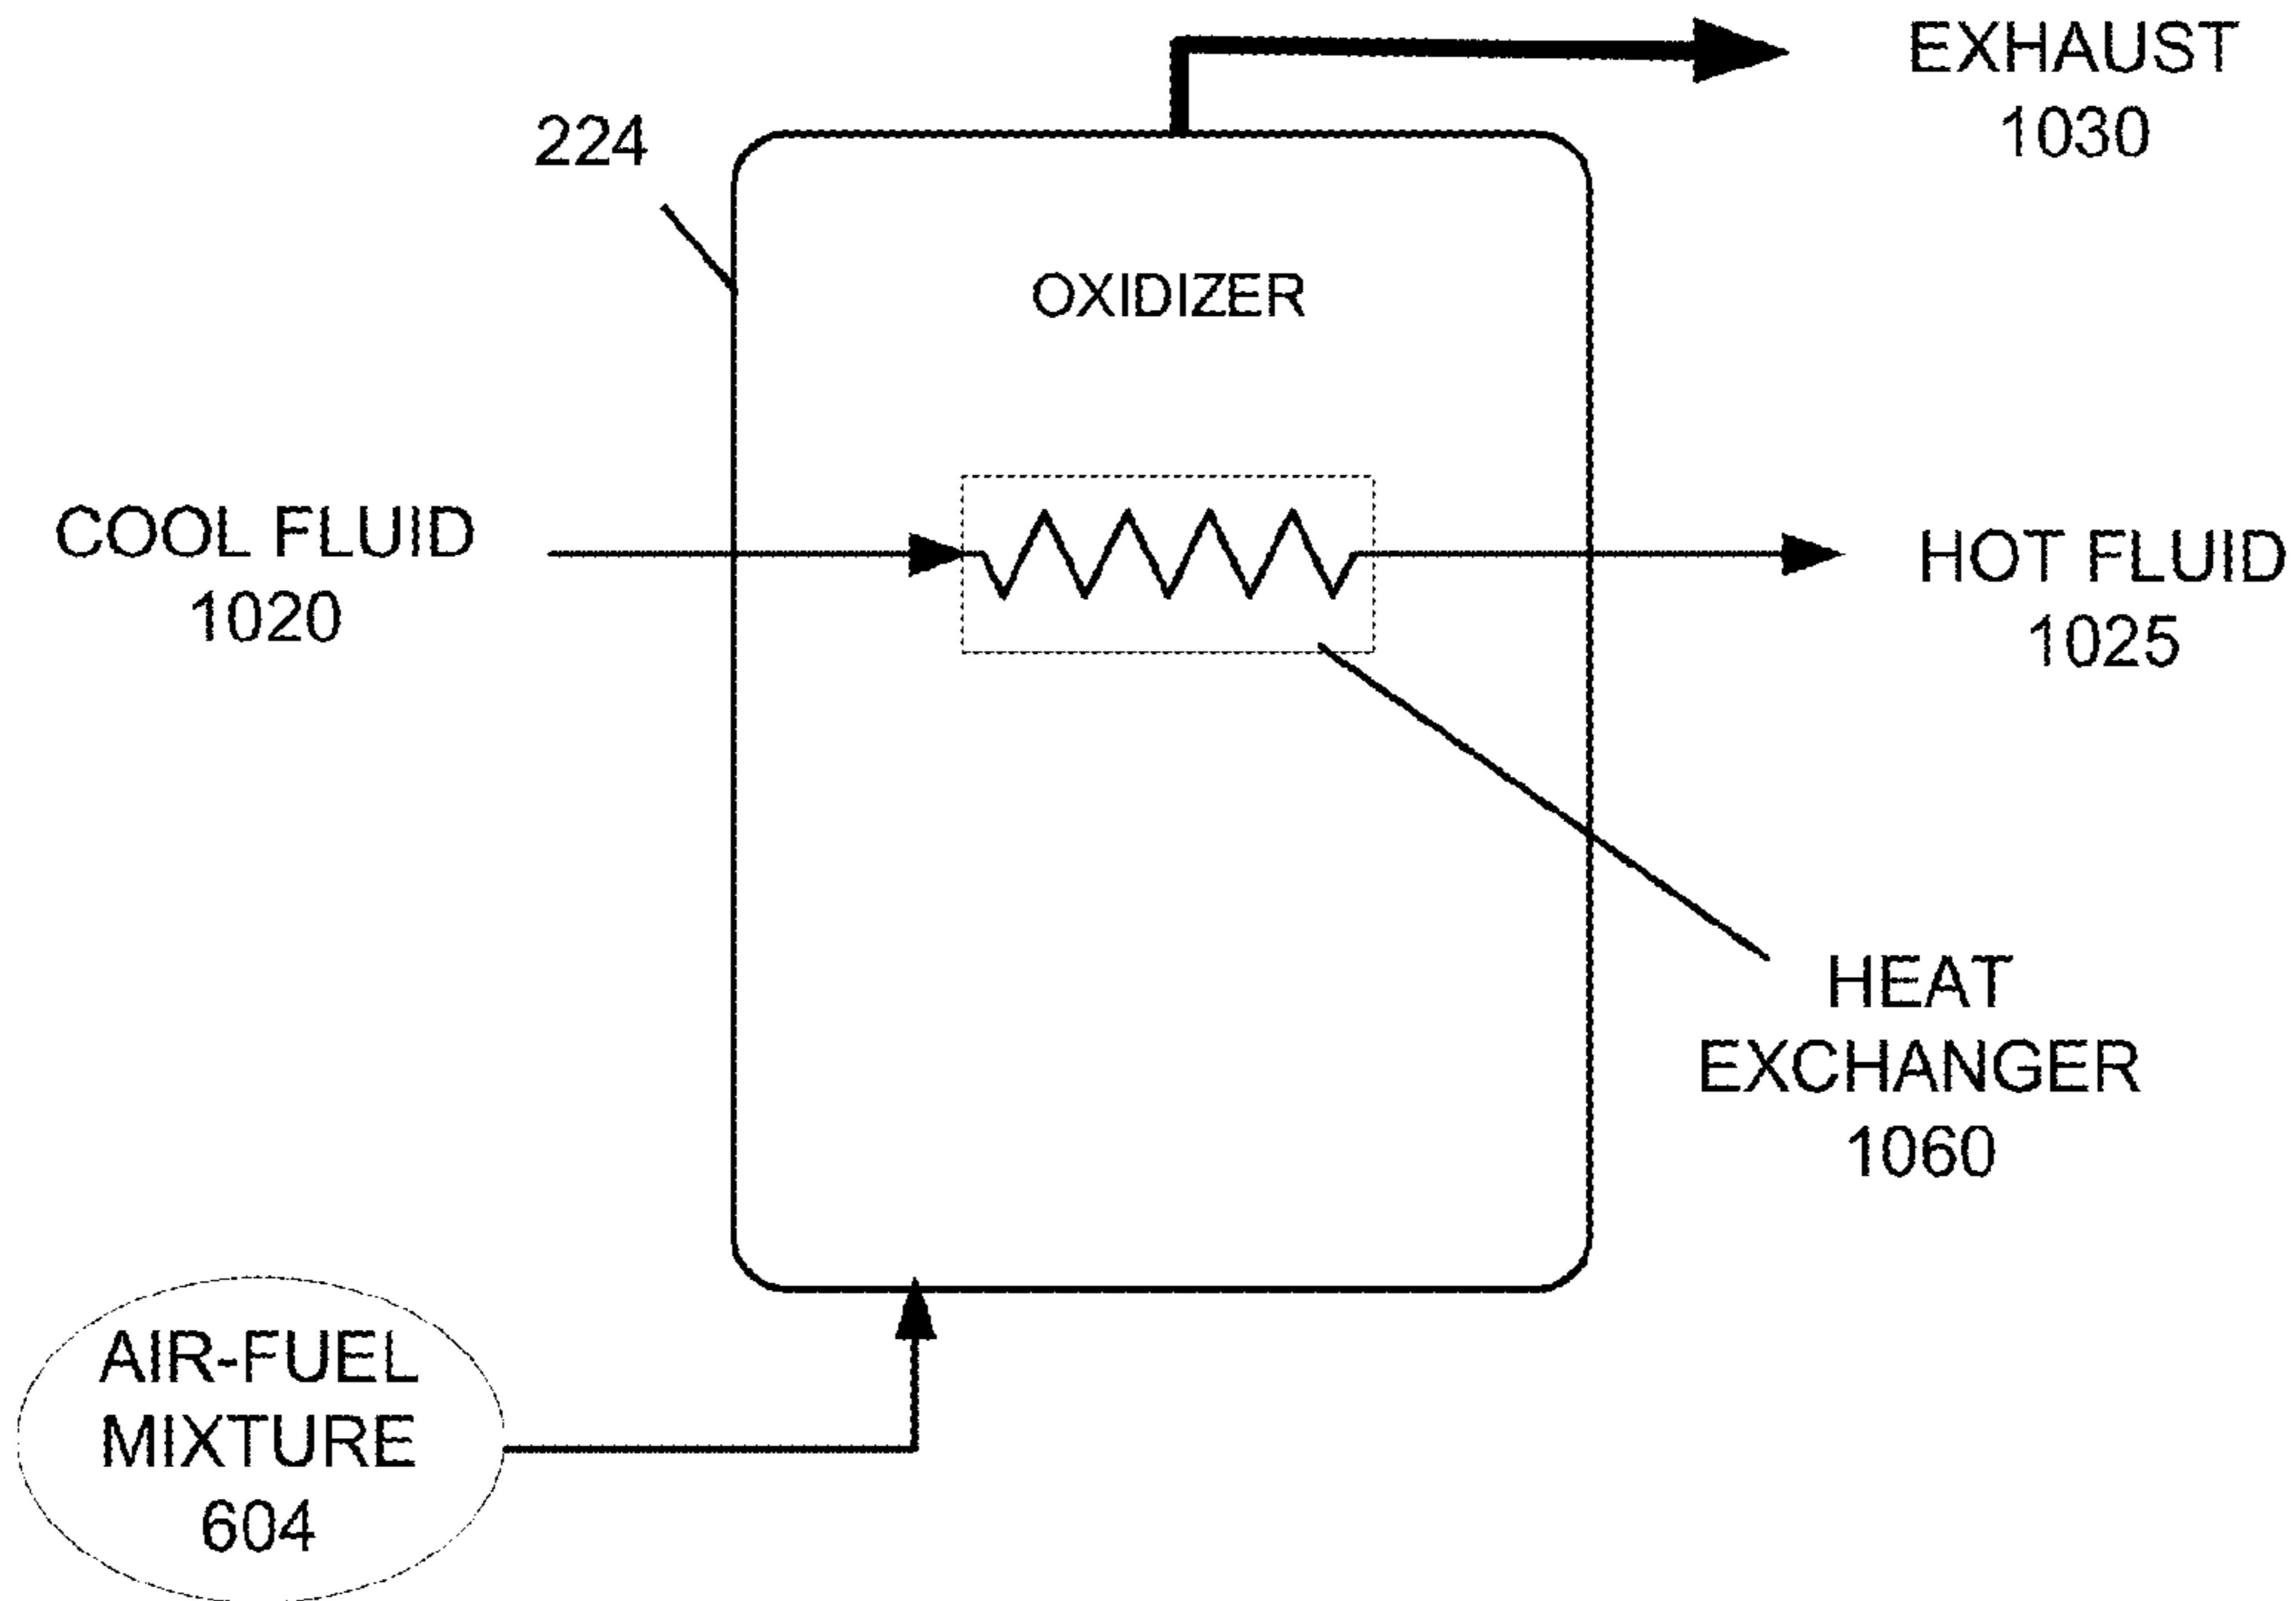 EXHAUST
1030
224
OXIDIZER
COOL FLUID
1020
HOT FLUID
1025
HEAT
EXCHANGER
1060
AIR-FUEL
MIXTURE
604